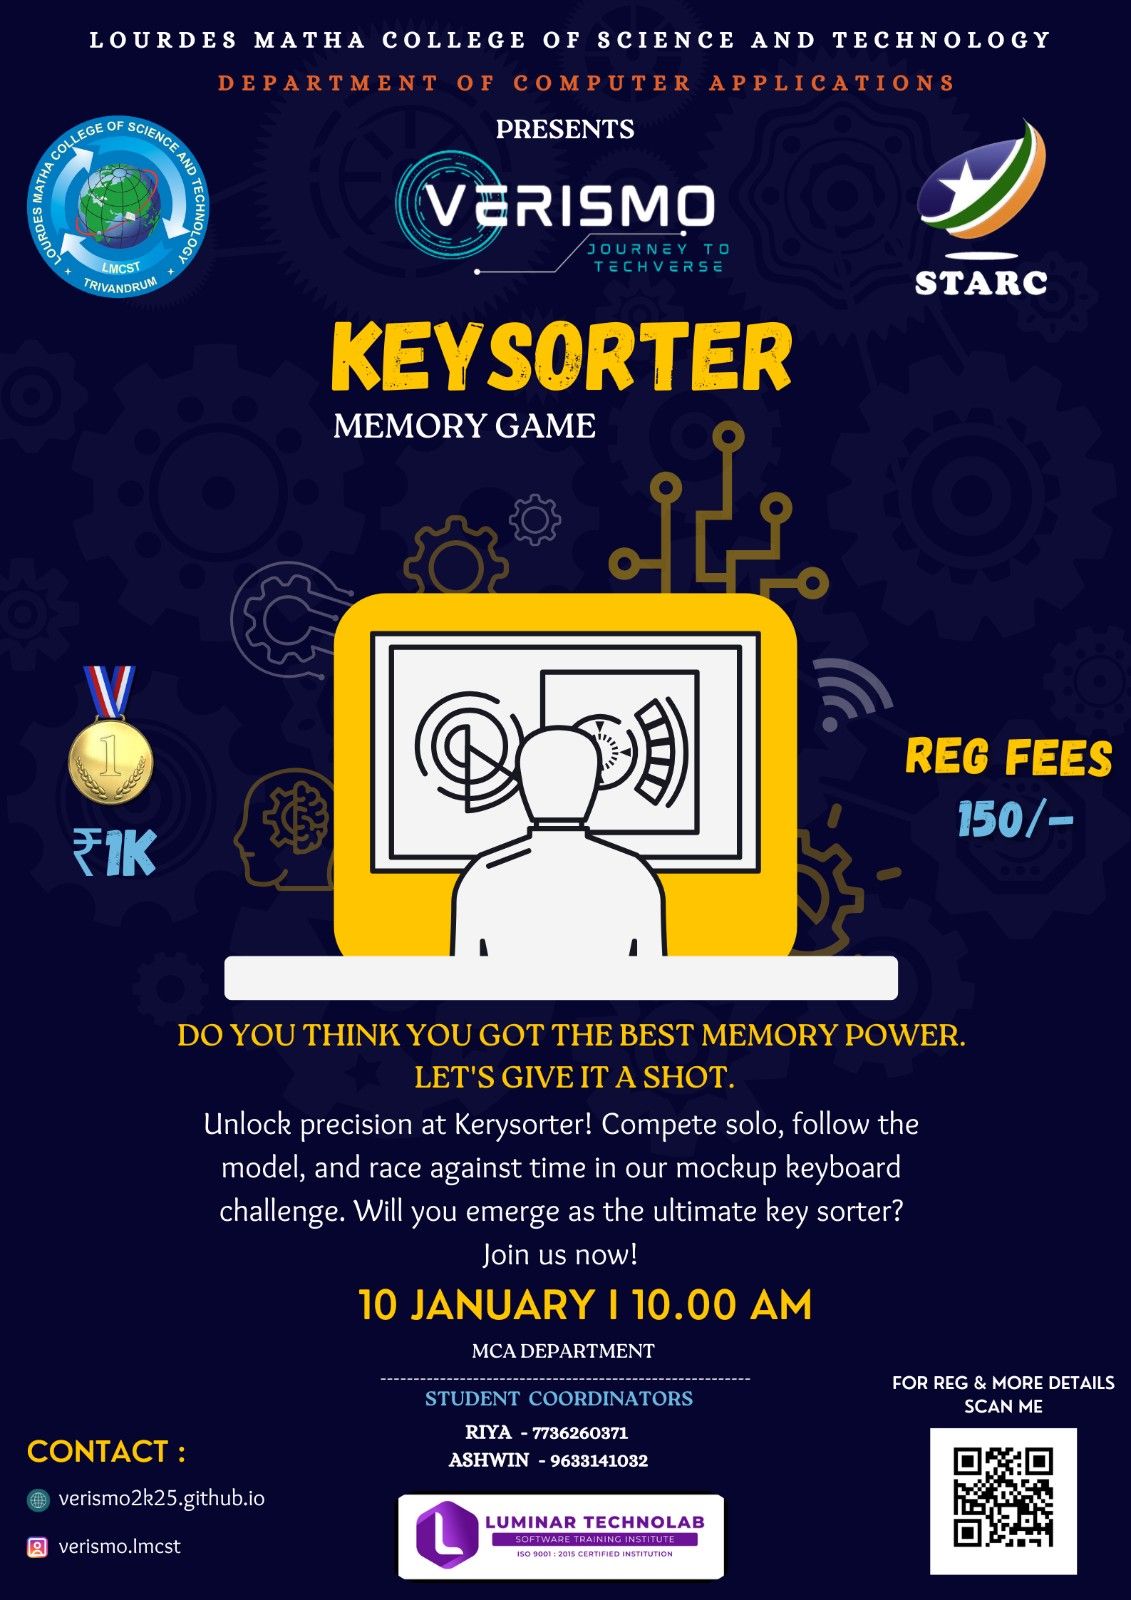 LOURDES MATHA COLLEGE OF SCIENCE AND TECHNOLOGY
DEPARTMENT OF COMPUTER APPLICATIONS
PRESENTS
LOURDES MATHA COLLEGE OF SCIENCE AND TECHNOLOGY
LMCST
TRIVANDRUM
VERISMO
JOURNEY TO
TECHVERSE
STARC
KEYSORTER
MEMORY GAME
1
₹1K
REG FEES
150/-
DO YOU THINK YOU GOT THE BEST MEMORY POWER.
LET'S GIVE IT A SHOT.
Unlock precision at Kerysorter! Compete solo, follow the
model, and race against time in our mockup keyboard
challenge. Will you emerge as the ultimate key sorter?
Join us now!
10 JANUARY I 10.00 AM
MCA DEPARTMENT
STUDENT COORDINATORS
RIYA - 7736260371
ASHWIN - 9633141032
CONTACT :
verismo2k25.github.io
verismo.lmcst
FOR REG & MORE DETAILS
SCAN ME
L
LUMINAR TECHNOLAB
SOFTWARE TRAINING INSTITUTE
ISO 9001 : 2015 CERTIFIED INSTITUTION